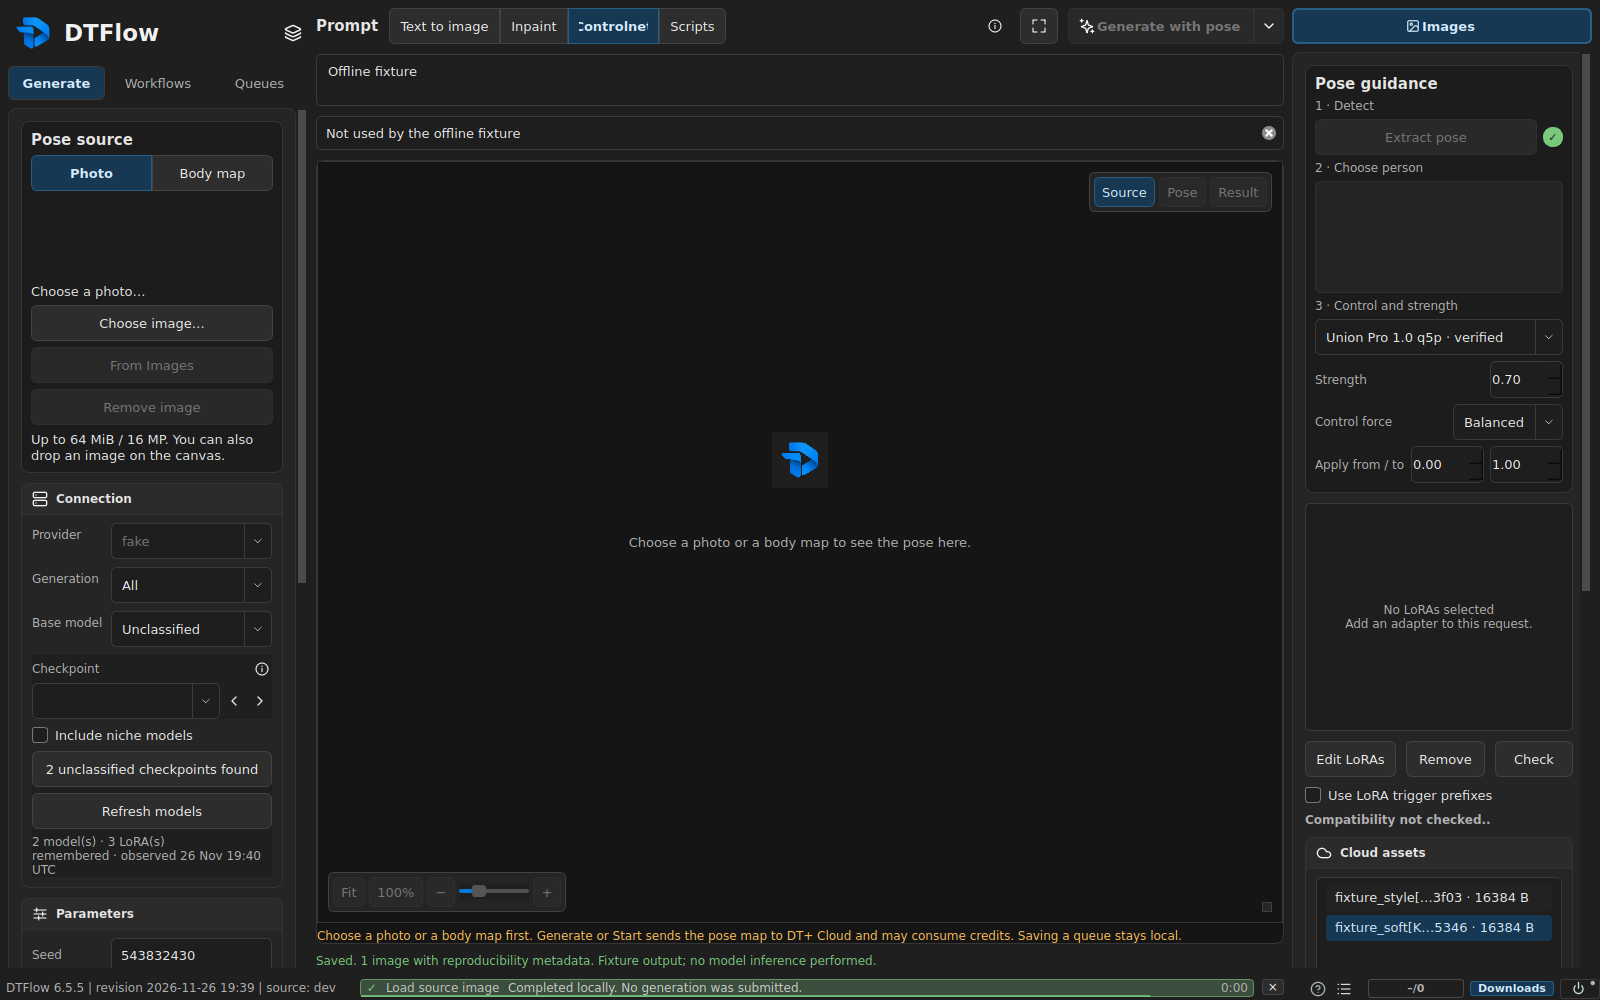 DTFlow
Prompt
Text to image
Inpaint
Controlnet
Scripts
Generate with pose
Images
Generate
Workflows
Queues
Offline fixture
Not used by the offline fixture
Pose source
Photo
Body map
Choose a photo...
Choose image...
From Images
Remove image
Up to 64 MiB / 16 MP. You can also
drop an image on the canvas.
Connection
Provider
fake
Generation
All
Base model
Unclassified
Checkpoint
Include niche models
2 unclassified checkpoints found
Refresh models
2 model(s) · 3 LoRA(s)
remembered · observed 26 Nov 19:40
UTC
Parameters
Seed
543832430
Source
Pose
Result
Choose a photo or a body map to see the pose here.
Fit
100%
−
+
Choose a photo or a body map first. Generate or Start sends the pose map to DT+ Cloud and may consume credits. Saving a queue stays local.
Saved. 1 image with reproducibility metadata. Fixture output; no model inference performed.
Pose guidance
1 · Detect
Extract pose
2 · Choose person
3 · Control and strength
Union Pro 1.0 q5p · verified
Strength
0.70
Control force
Balanced
Apply from / to
0.00
1.00
No LoRAs selected
Add an adapter to this request.
Edit LoRAs
Remove
Check
Use LoRA trigger prefixes
Compatibility not checked..
Cloud assets
fixture_style[...3f03 · 16384 B
fixture_soft[K...5346 · 16384 B
DTFlow 6.5.5 | revision 2026-11-26 19:39 | source: dev
✓ Load source image Completed locally. No generation was submitted.
0:00
-/0
Downloads